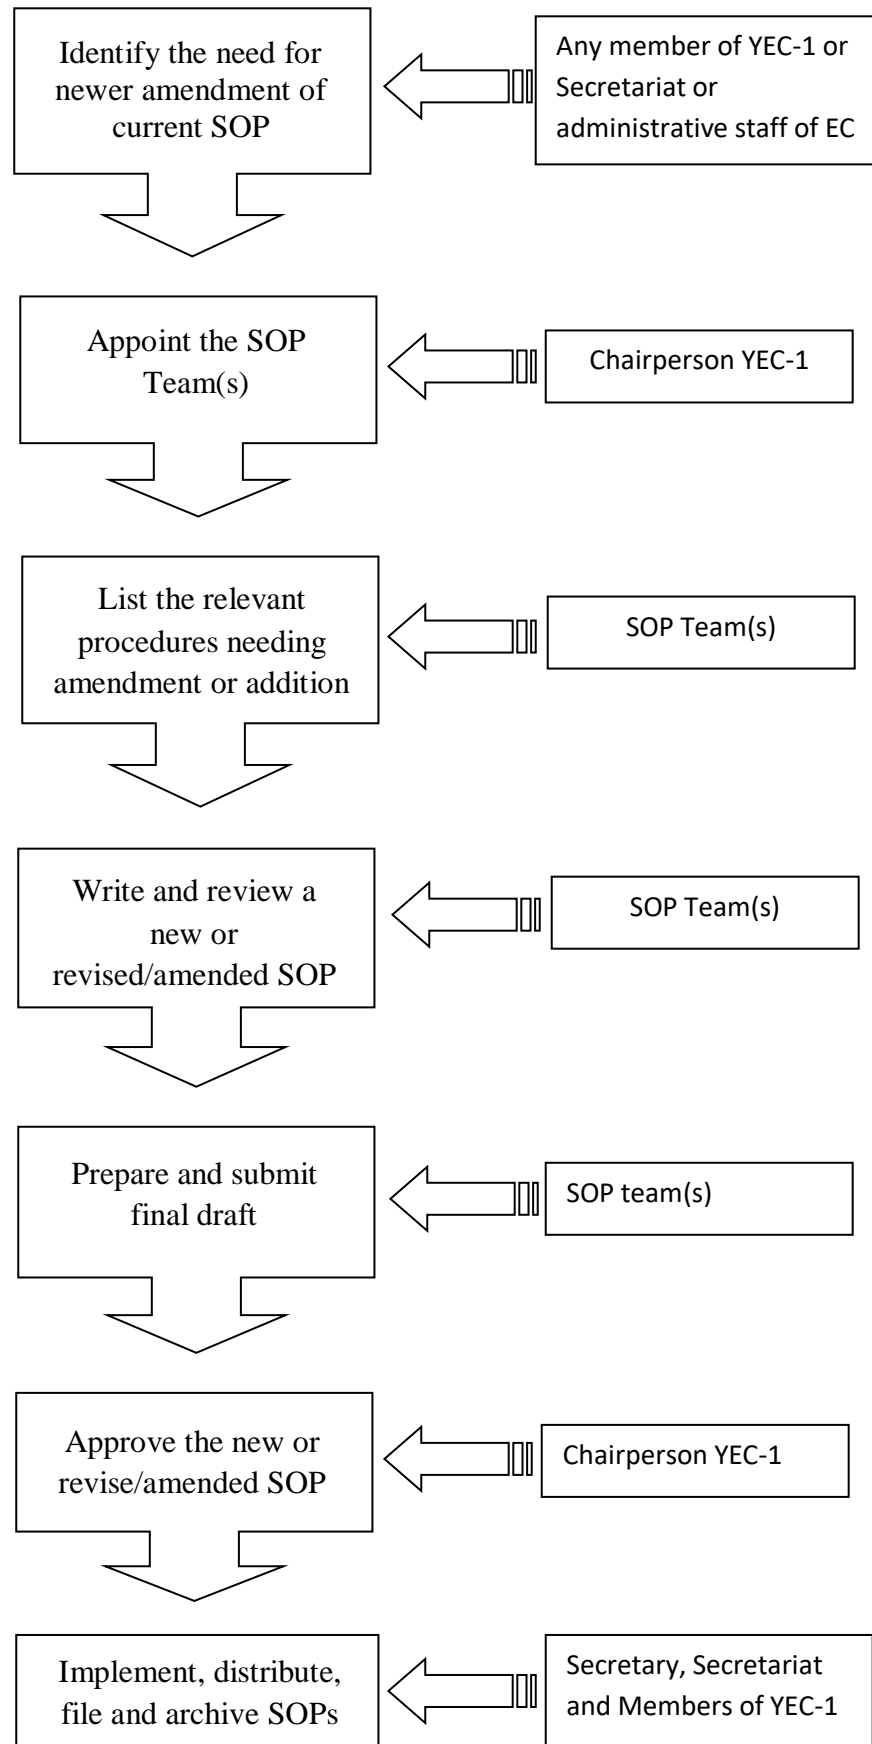 Identify the need for
newer amendment of
current SOP
Any member of YEC-1 or
Secretariat or
administrative staff of EC
Appoint the SOP
Team(s)
Chairperson YEC-1
List the relevant
procedures needing
amendment or addition
SOP Team(s)
Write and review a
new or
revised/amended SOP
SOP Team(s)
Prepare and submit
final draft
SOP team(s)
Approve the new or
revise/amended SOP
Chairperson YEC-1
Implement, distribute,
file and archive SOPs
Secretary, Secretariat
and Members of YEC-1